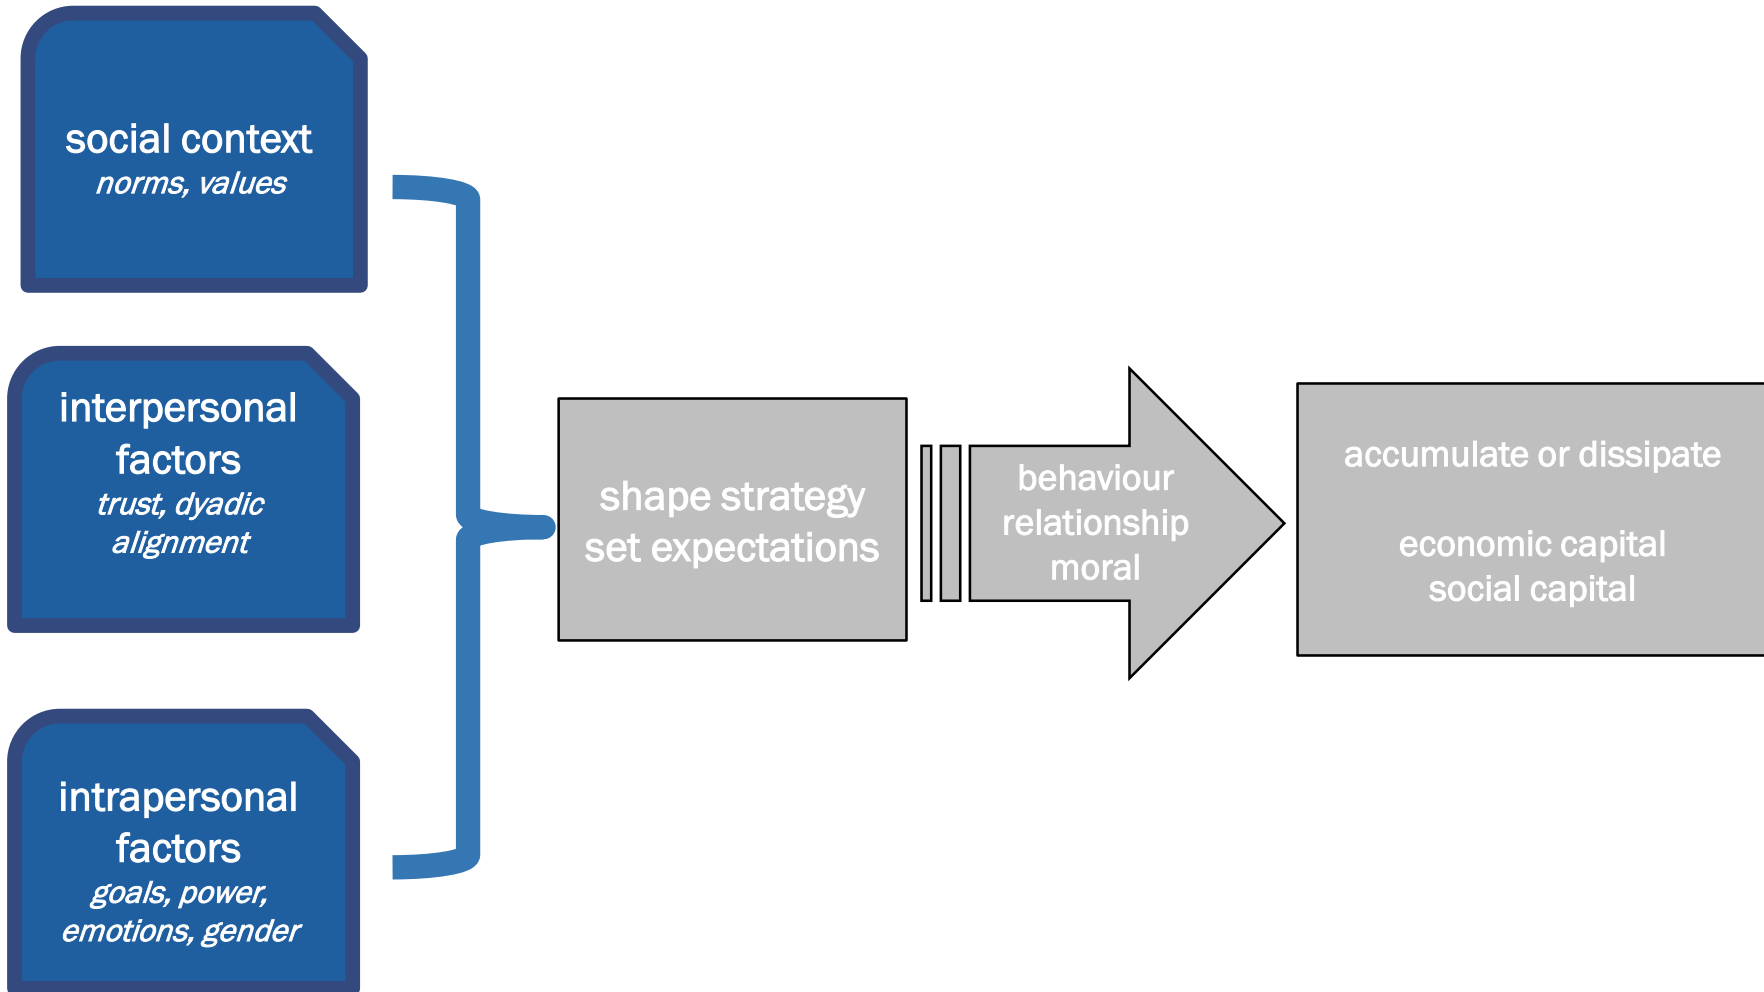 social context
norms, values
interpersonal
factors
trust, dyadic
alignment
intrapersonal
factors
goals, power,
emotions, gender
shape strategy
set expectations
behaviour
relationship
moral
accumulate or dissipate
economic capital
social capital